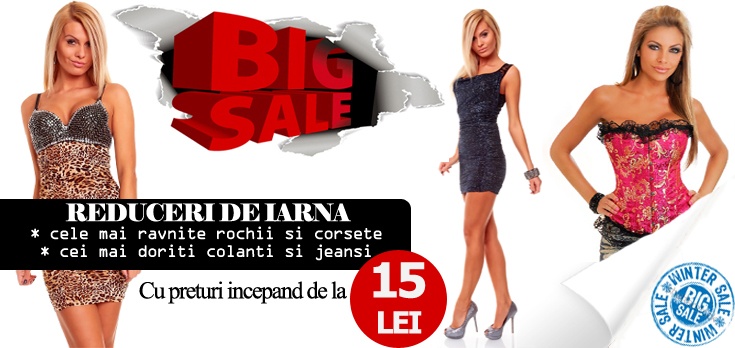 BIG
SALE
REDUCERI DE IARNA
* cele mai ravnite rochii si corsete
* cei mai doriti colanti si jeansi
Cu preturi incepand de la
15
LEI
WINTER SALE
BIG
SALE
WINTER SALE